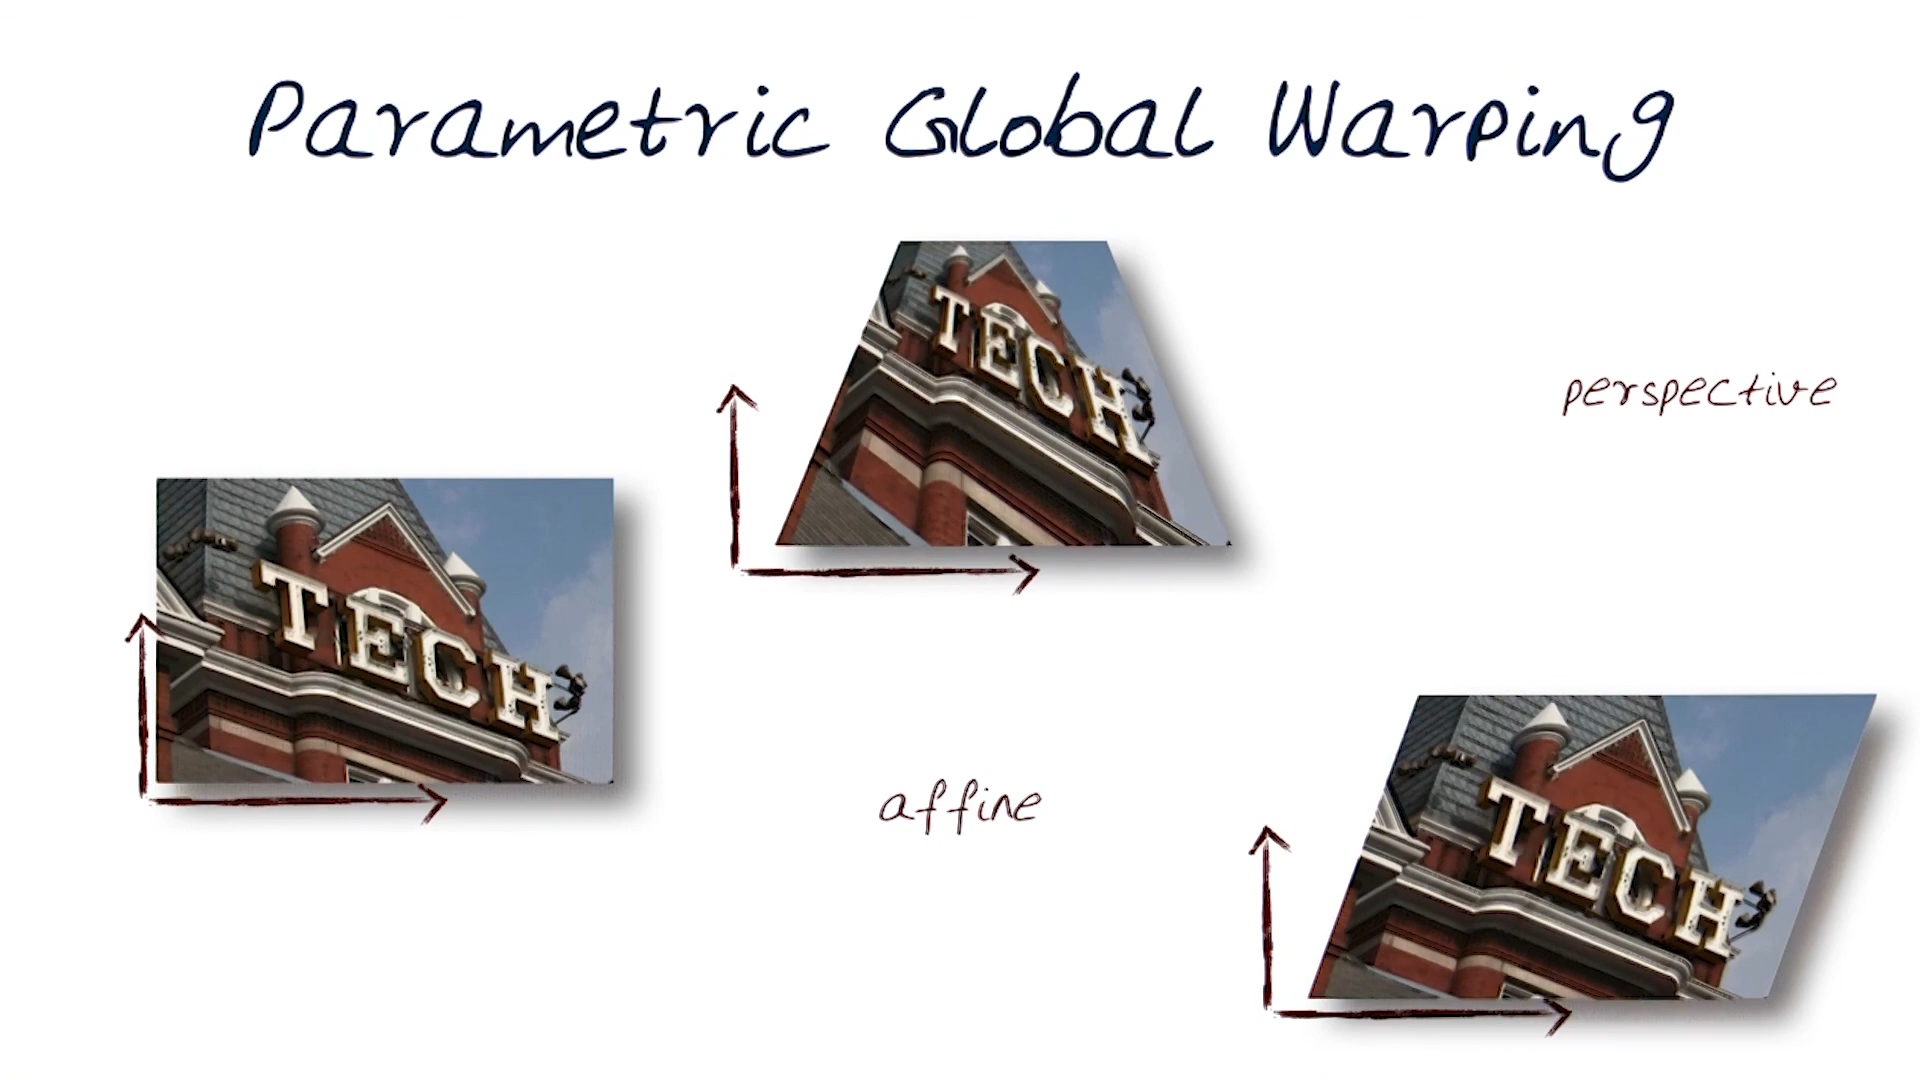 Parametric Global Warping
TECH
perspective
TECH
affine
TECH